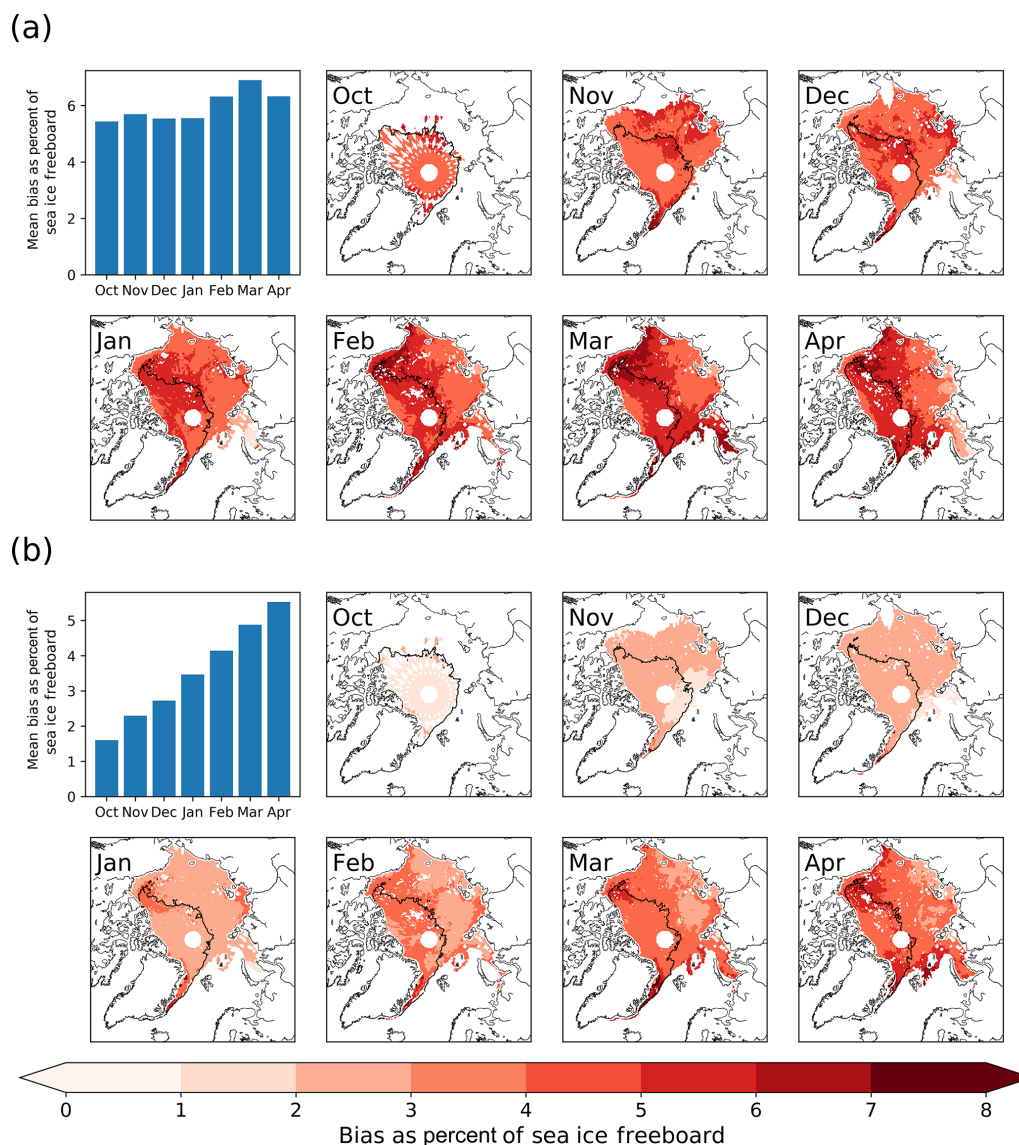 (a)
Mean bias as percent of
sea ice freeboard
6
4
2
0
Oct Nov Dec Jan Feb Mar Apr
Oct
Nov
Dec
Jan
Feb
Mar
Apr
(b)
Mean bias as percent of
sea ice freeboard
5
4
3
2
1
0
Oct Nov Dec Jan Feb Mar Apr
Oct
Nov
Dec
Jan
Feb
Mar
Apr
0 1 2 3 4 5 6 7 8
Bias as percent of sea ice freeboard